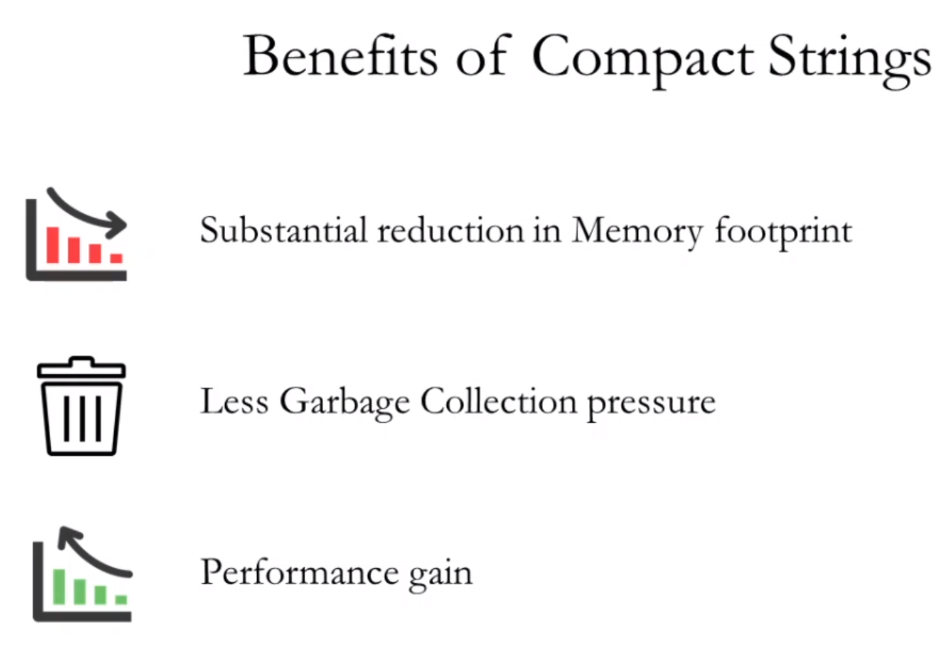 Benefits of Compact Strings
Substantial reduction in Memory footprint
Less Garbage Collection pressure
Performance gain